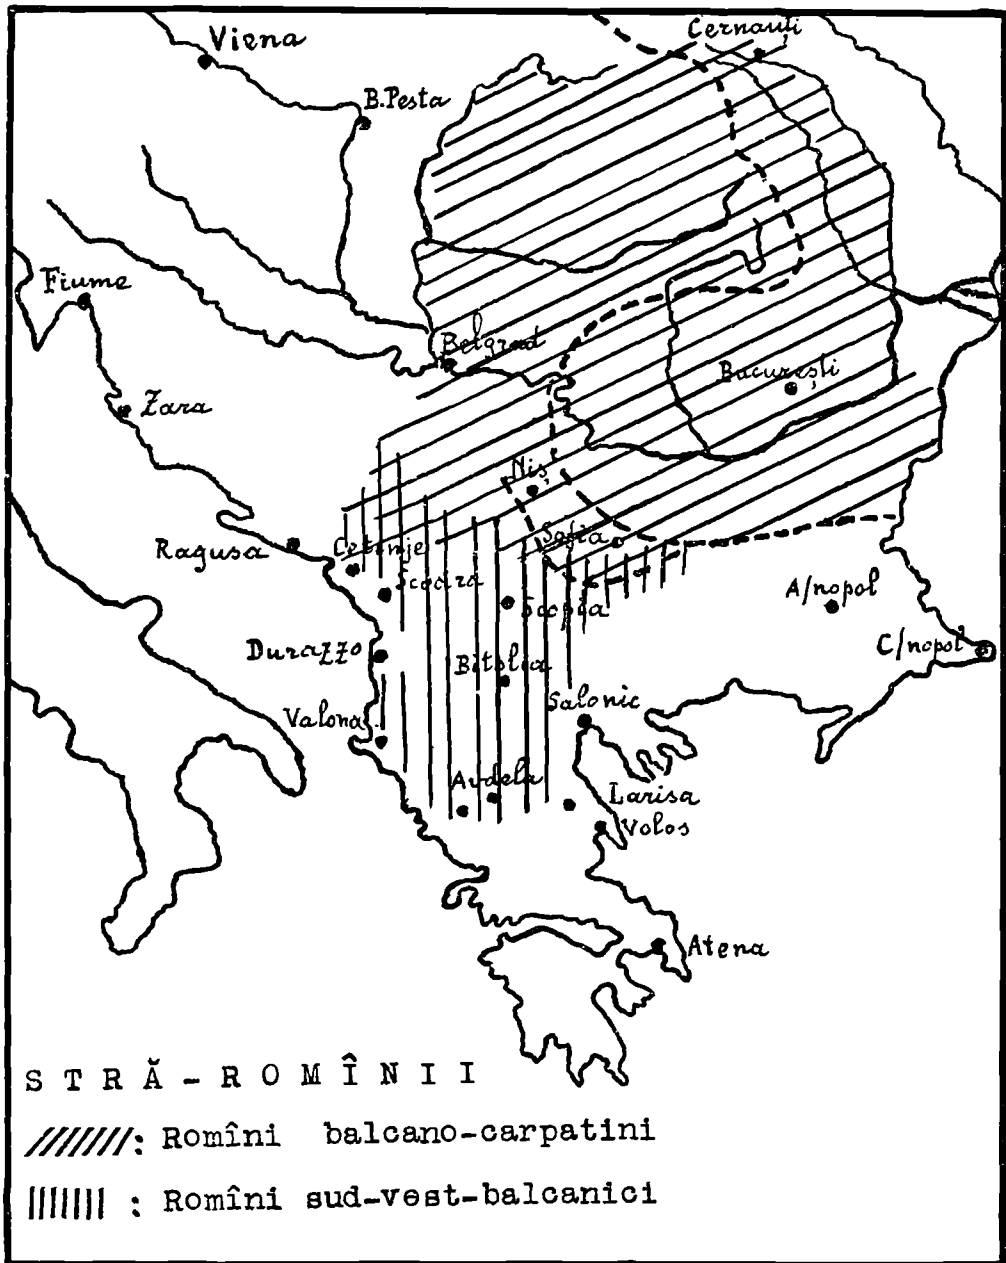 Cernăuți
Viena
B.Pesta
Fiume
Belgrad
București
Zara
Niș
Sofia
Ragusa
Cetinje
Scodra
Scopia
A/nopol
C/nopol
Durazzo
Bitolia
Valona
Salonic
Avdela
Larisa
Volos
Atena
STRĂ-ROMÎNII
: Romîni balcano-carpatini
: Romîni sud-vest-balcanici